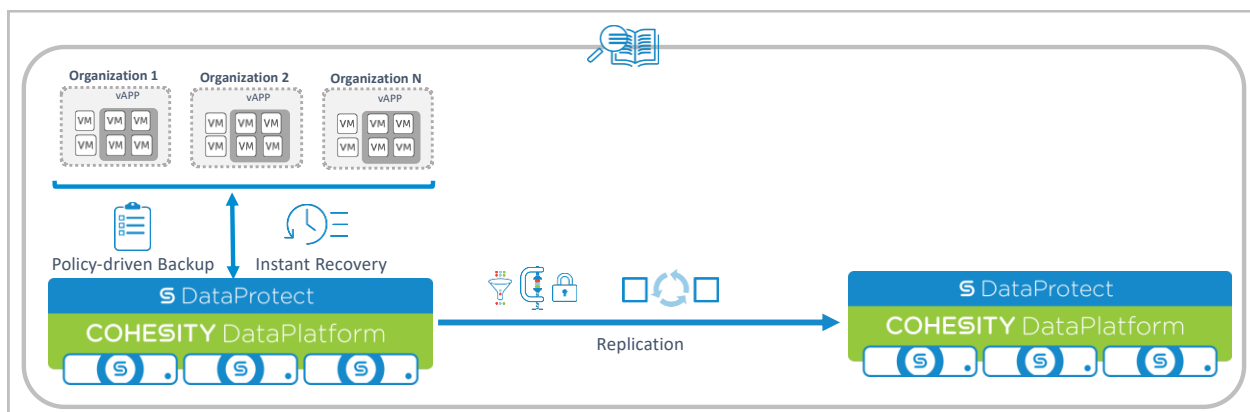 Organization 1
Organization 2
Organization N
vAPP
vAPP
vAPP
VM VM VM
VM VM VM
VM VM VM
VM VM VM
VM VM VM
VM VM VM
Policy-driven Backup
Instant Recovery
S DataProtect
COHESITY DataPlatform
S S S
Replication
S DataProtect
COHESITY DataPlatform
S S S